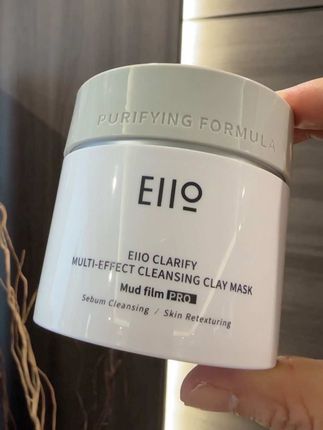 PURIFYING FORMULA
EIIO
EIIO CLARIFY
MULTI-EFFECT CLEANSING CLAY MASK
Mud film PRO
Sebum Cleansing / Skin Retexturing